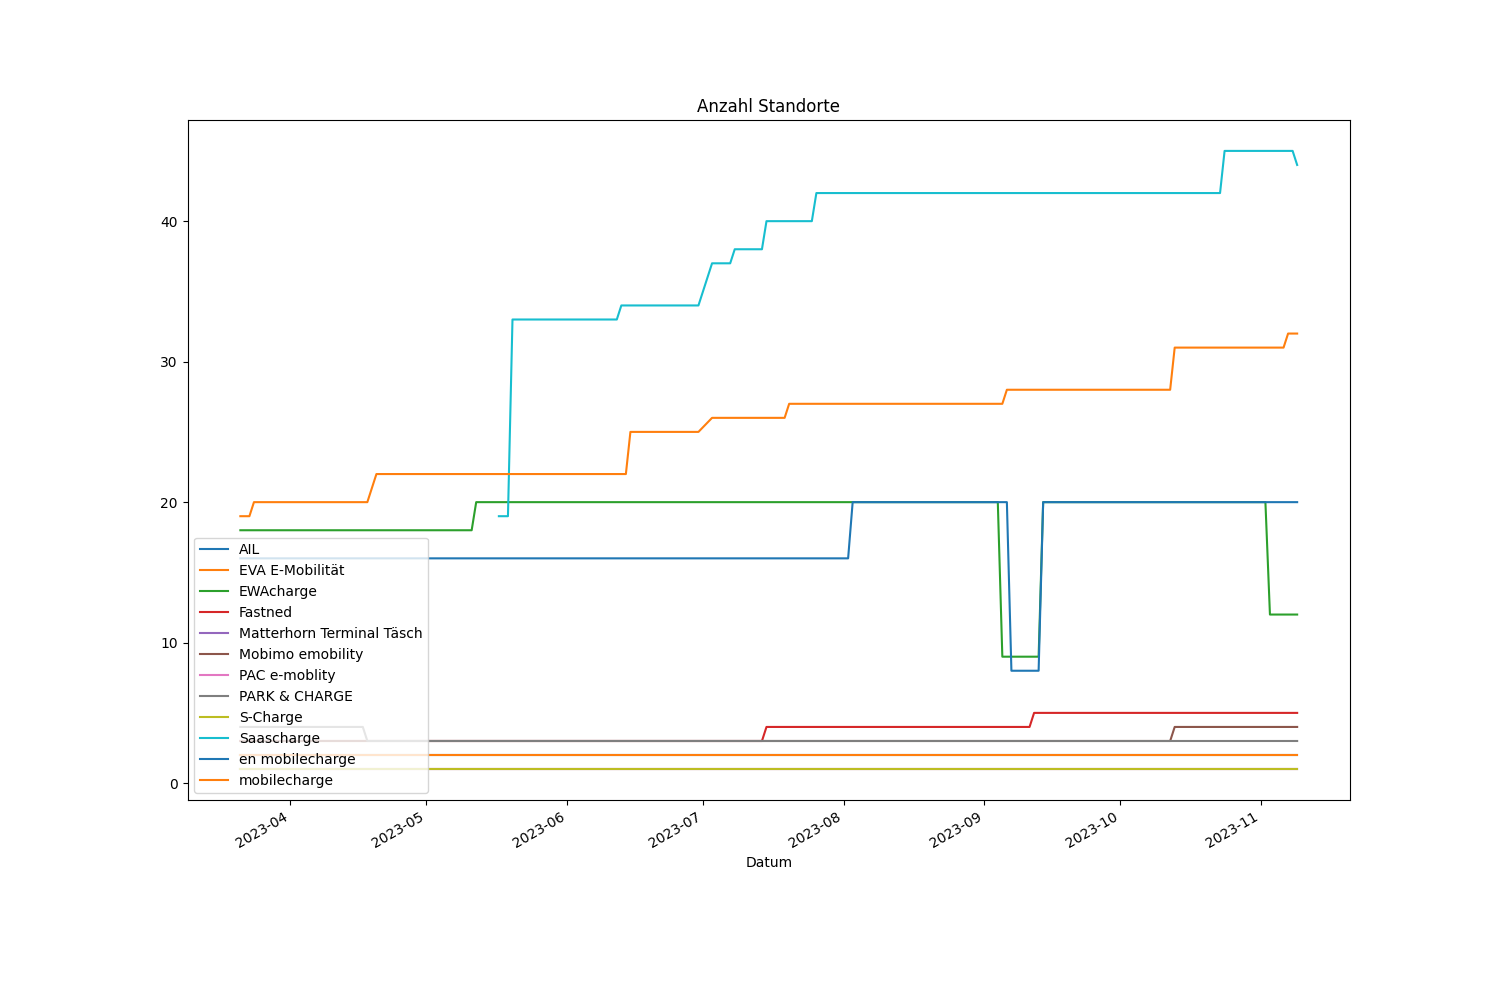 Anzahl Standorte
40
30
20
10
0
AIL
EVA E-Mobilität
EWAcharge
Fastned
Matterhorn Terminal Täsch
Mobimo emobility
PAC e-moblity
PARK & CHARGE
S-Charge
Saascharge
en mobilecharge
mobilecharge
2023-04
2023-05
2023-06
2023-07
2023-08
2023-09
2023-10
2023-11
Datum